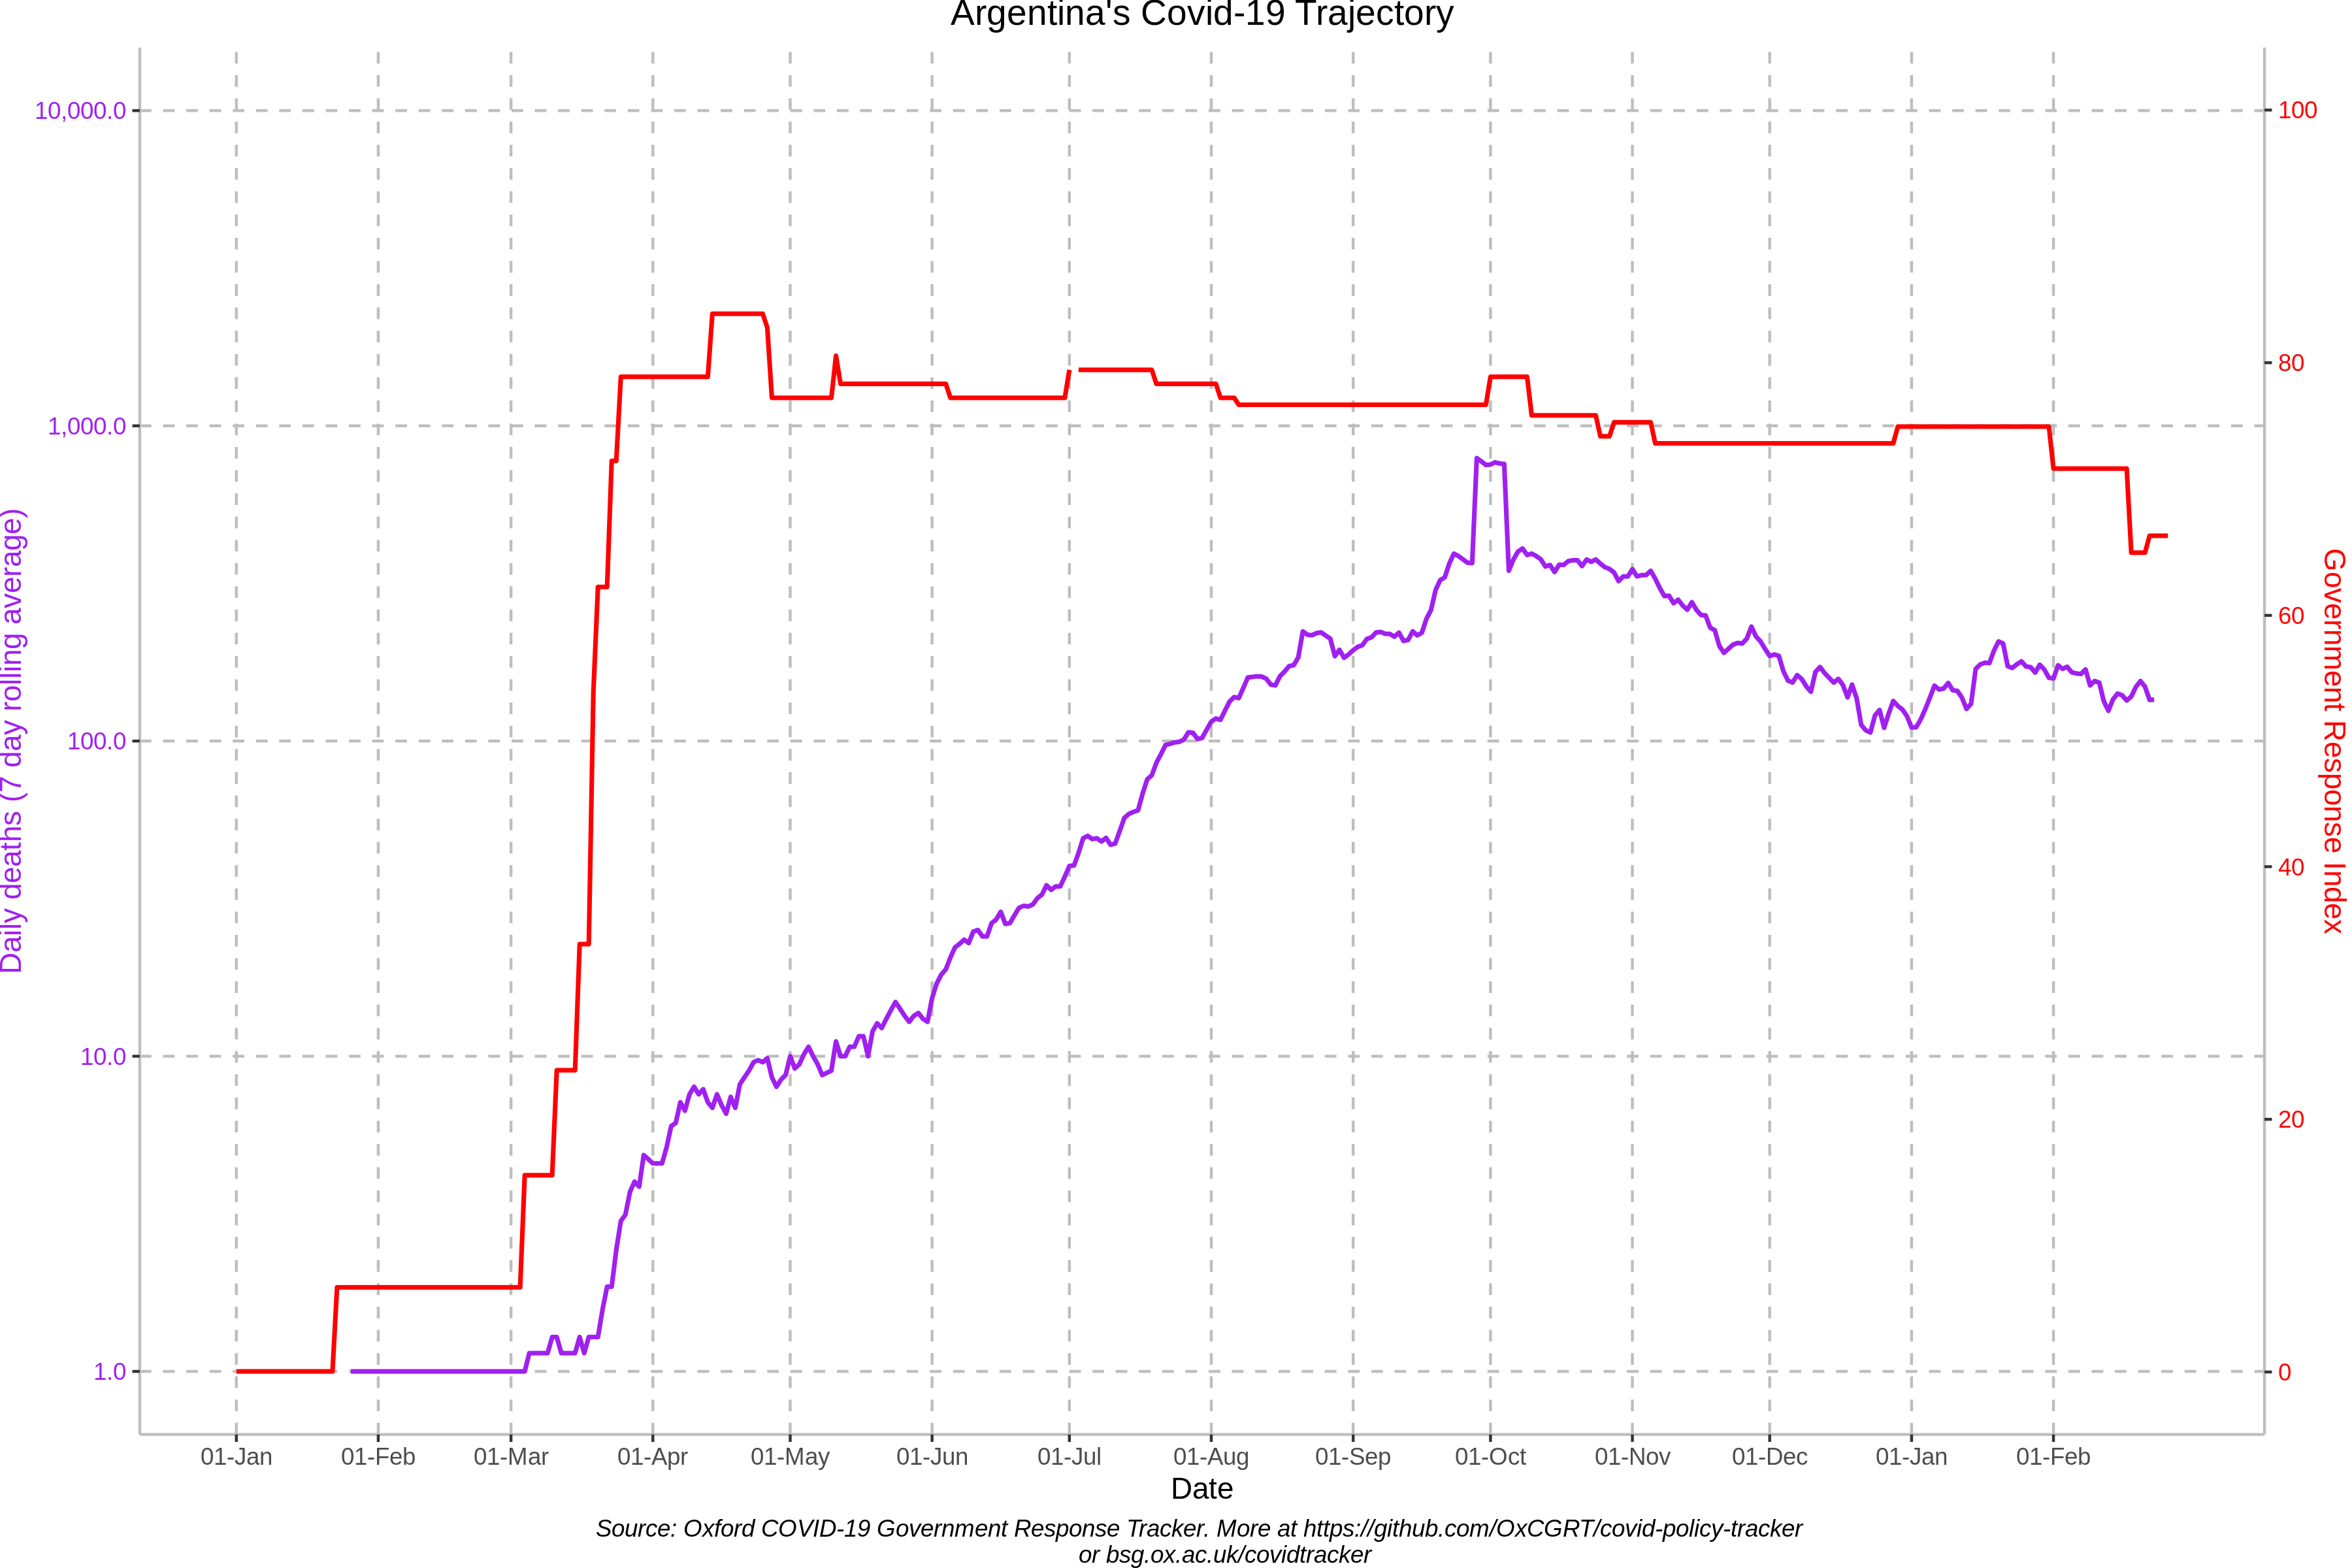 Argentina's Covid-19 Trajectory
10,000.0
1,000.0
100.0
10.0
1.0
Daily deaths (7 day rolling average)
100
80
60
40
20
0
Government Response Index
01-Jan 01-Feb 01-Mar 01-Apr 01-May 01-Jun 01-Jul 01-Aug 01-Sep 01-Oct 01-Nov 01-Dec 01-Jan 01-Feb
Date
Source: Oxford COVID-19 Government Response Tracker. More at https://github.com/OxCGRT/covid-policy-tracker
or bsg.ox.ac.uk/covidtracker